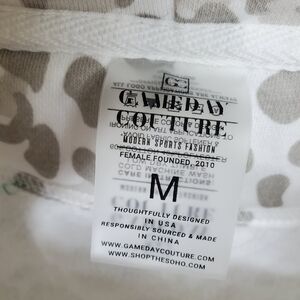 G
GAMEDAY
COUTURE
MODERN SPORTS FASHION
FEMALE FOUNDED, 2010
M
THOUGHTFULLY DESIGNED
IN USA
RESPONSIBLY SOURCED & MADE
IN CHINA
WWW.GAMEDAYCOUTURE.COM
WWW.SHOPTHESOHO.COM